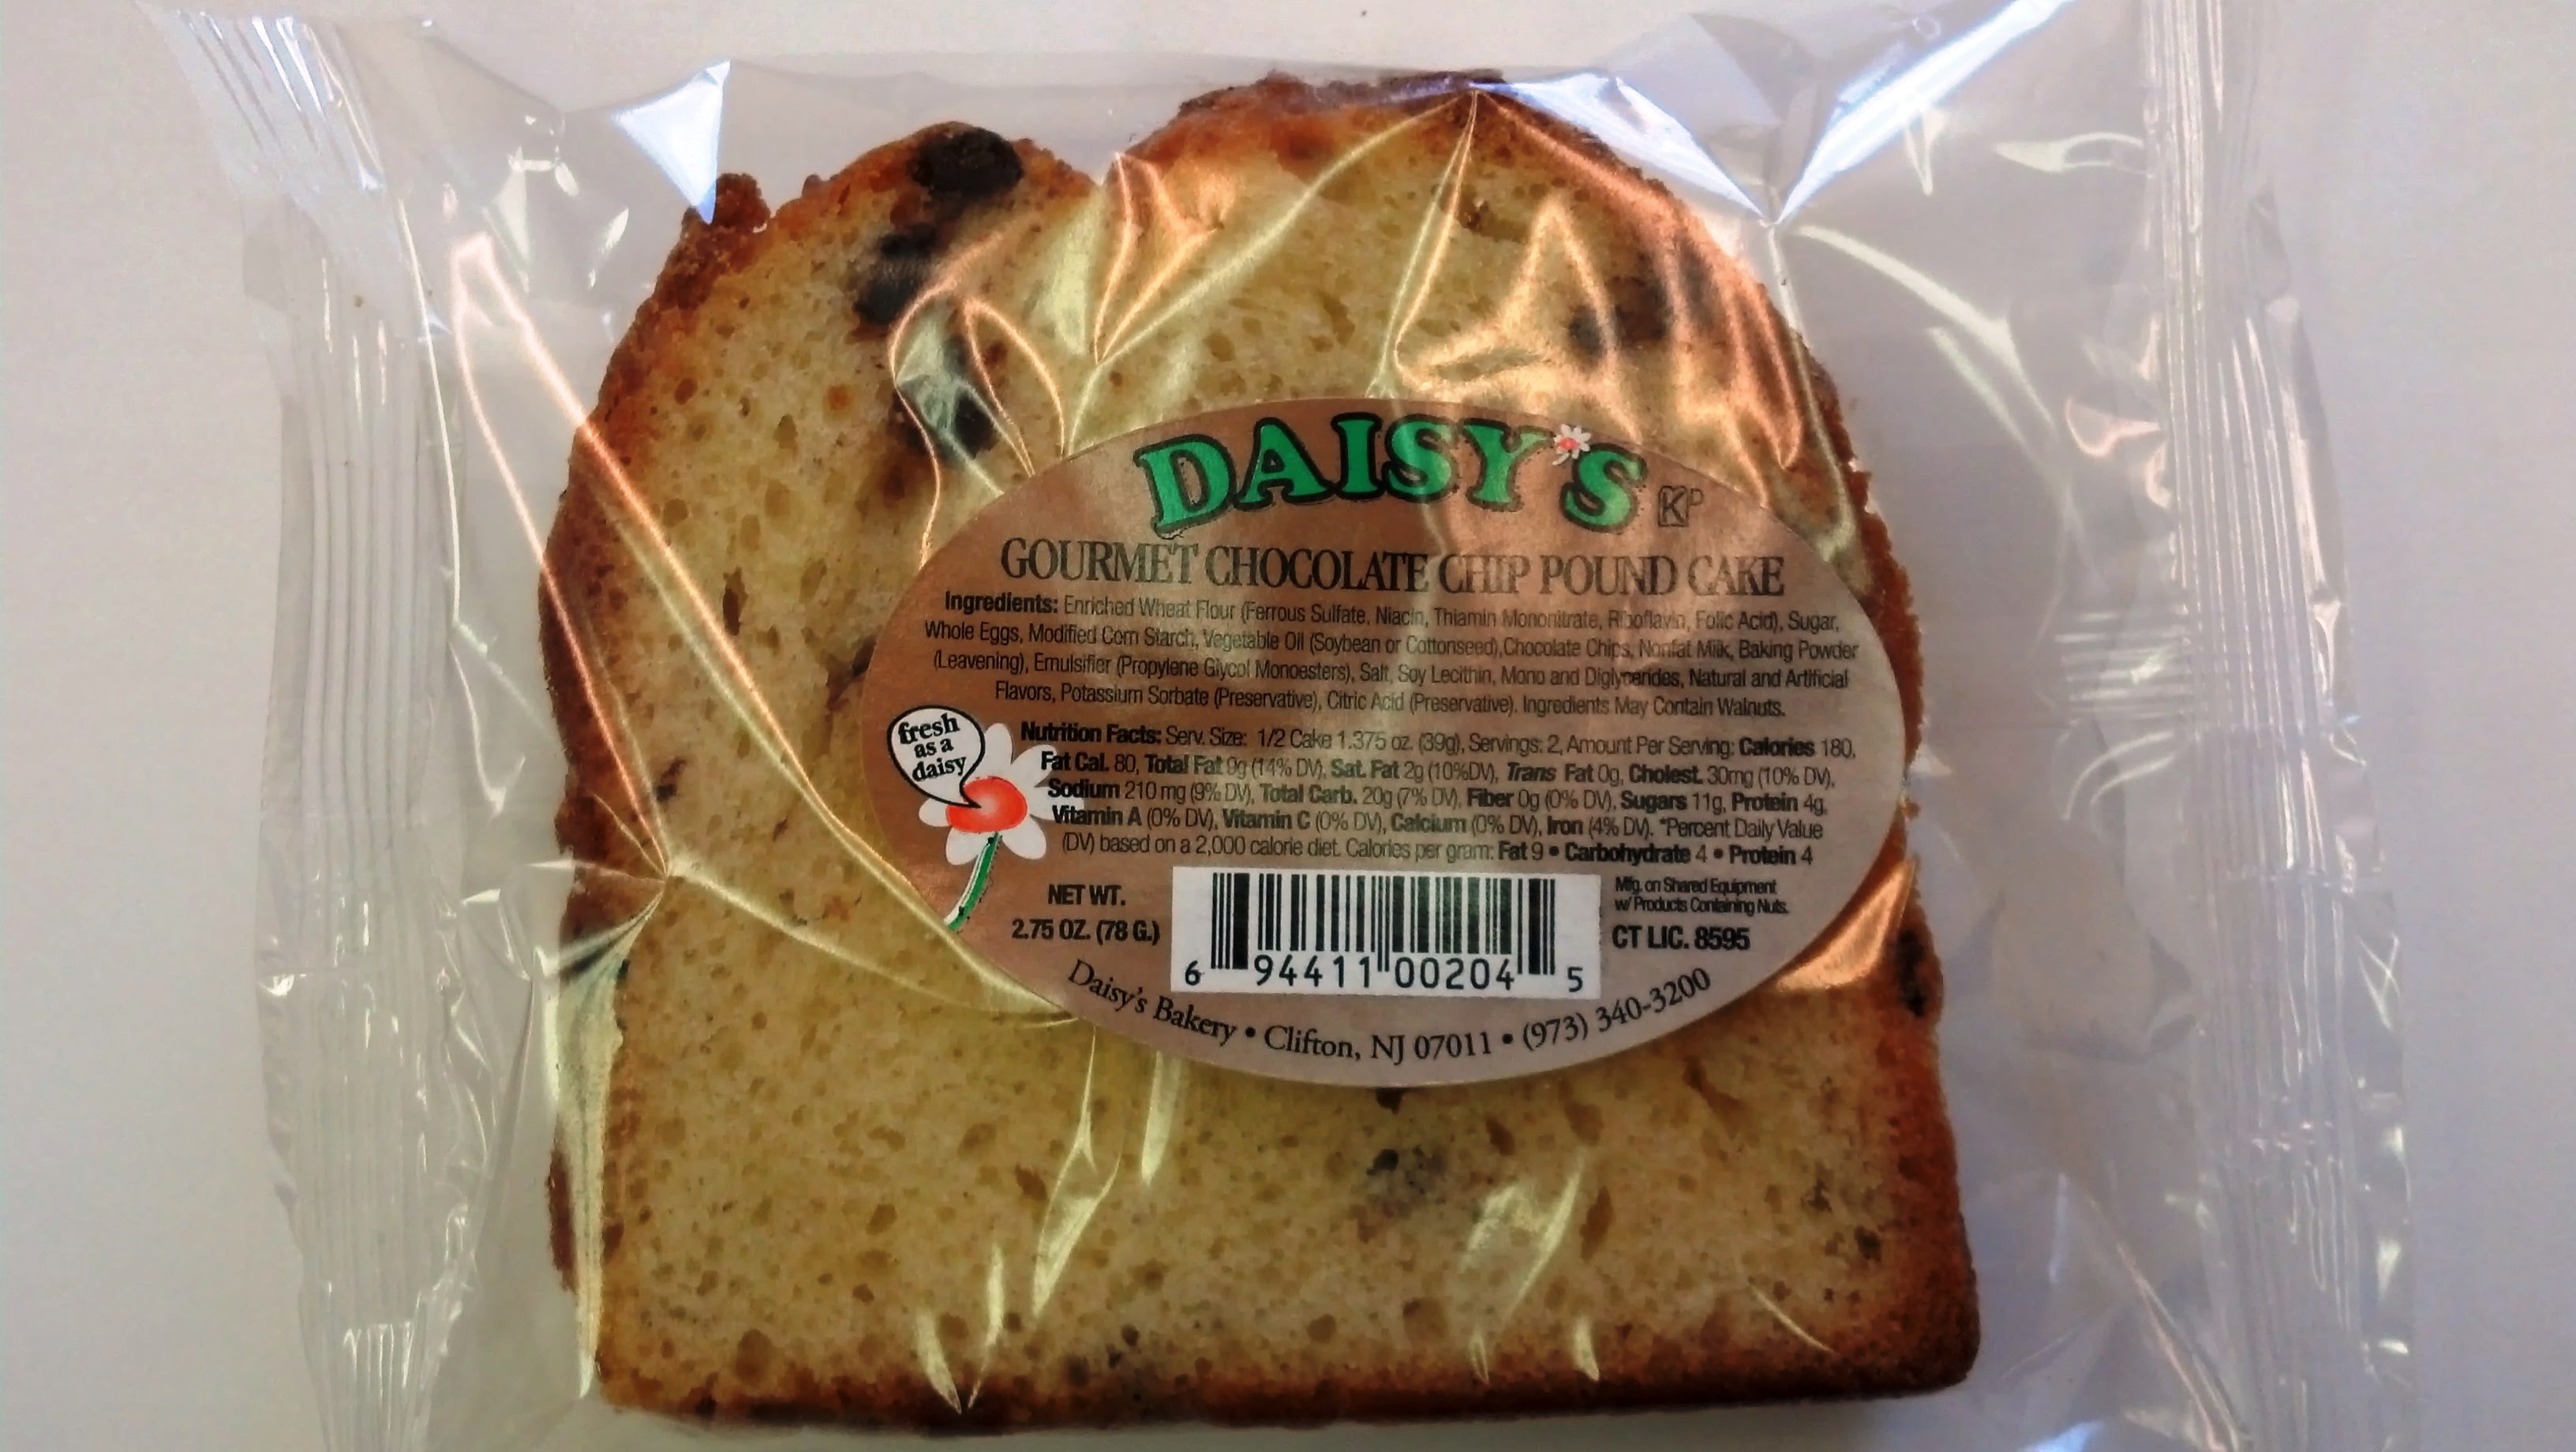 DAISY'S
KD
GOURMET CHOCOLATE CHIP POUND CAKE
Ingredients: Enriched Wheat Flour (Ferrous Sulfate, Niacin, Thiamin Mononitrate, Riboflavin, Folic Acid), Sugar,
Whole Eggs, Modified Corn Starch, Vegetable Oil (Soybean or Cottonseed),Chocolate Chips, Nonfat Milk, Baking Powder
(Leavening), Emulsifier (Propylene Glycol Monoesters), Salt, Soy Lecithin, Mono and Diglycerides, Natural and Artificial
Flavors, Potassium Sorbate (Preservative), Citric Acid (Preservative). Ingredients May Contain Walnuts.
fresh
as a
daisy
Nutrition Facts: Serv. Size: 1/2 Cake 1.375 oz. (39g), Servings: 2, Amount Per Serving: Calories 180,
Fat Cal. 80, Total Fat 9g (14% DV), Sat. Fat 2g (10%DV), Trans Fat 0g, Cholest. 30mg (10% DV),
Sodium 210 mg (9% DV), Total Carb. 20g (7% DV), Fiber 0g (0% DV), Sugars 11g, Protein 4g,
Vitamin A (0% DV), Vitamin C (0% DV), Calcium (0% DV), Iron (4% DV). *Percent Daily Value
(DV) based on a 2,000 calorie diet. Calories per gram: Fat 9 • Carbohydrate 4 • Protein 4
NET WT.
2.75 OZ. (78 G.)
6 94411 00204 5
Mfg. on Shared Equipment
w/ Products Containing Nuts.
CT LIC. 8595
Daisy's Bakery • Clifton, NJ 07011 • (973) 340-3200